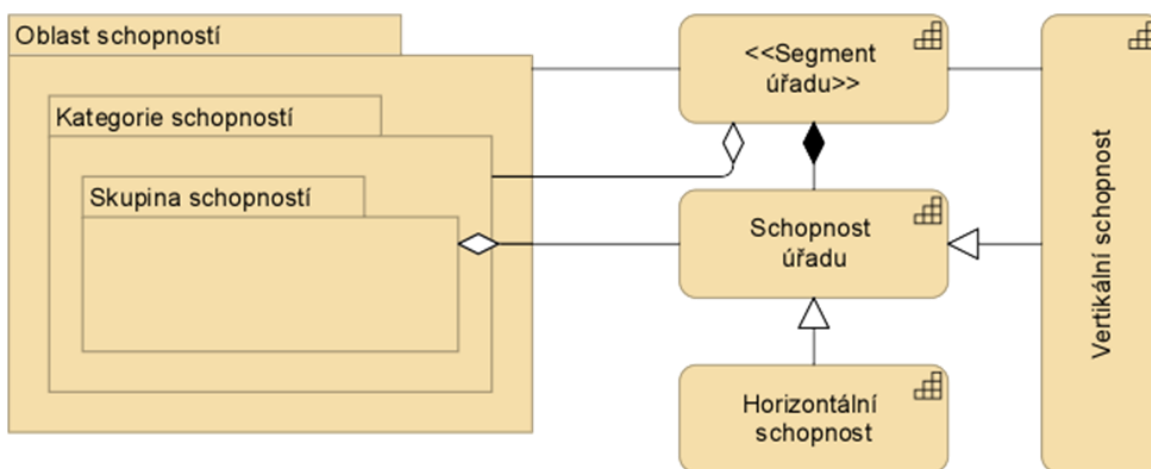 Oblast schopností
Kategorie schopností
Skupina schopností
<<Segment
úřadu>>
Schopnost
úřadu
Horizontální
schopnost
Vertikální schopnost